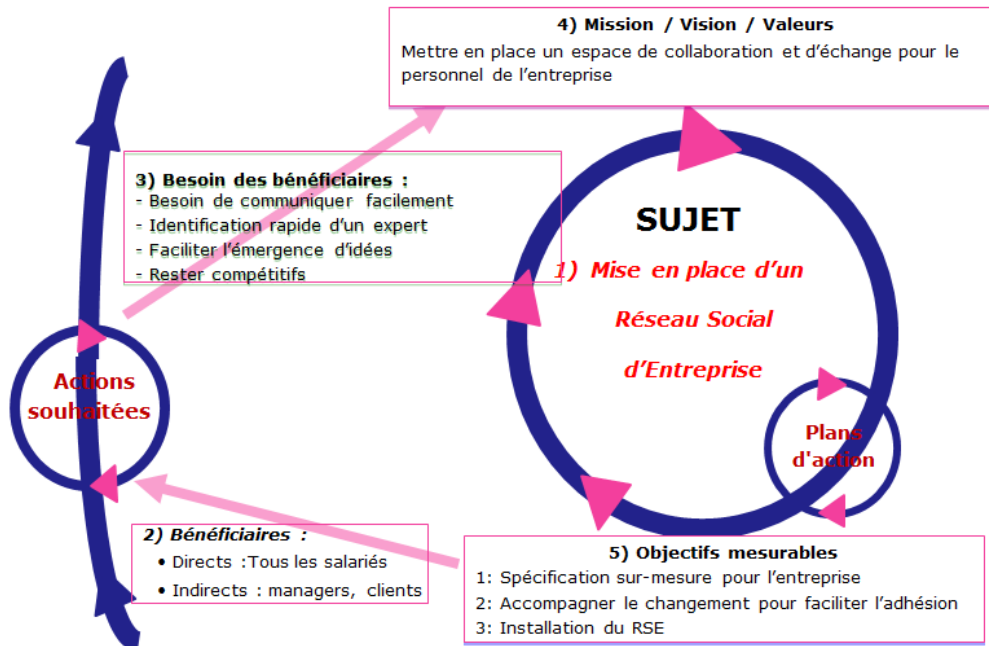 4) Mission / Vision / Valeurs
Mettre en place un espace de collaboration et d’échange pour le
personnel de l’entreprise
3) Besoin des bénéficiaires :
- Besoin de communiquer facilement
- Identification rapide d’un expert
- Faciliter l’émergence d’idées
- Rester compétitifs
SUJET
1) Mise en place d’un
Réseau Social
d’Entreprise
Actions
souhaitées
Plans
d'action
2) Bénéficiaires :
• Directs :Tous les salariés
• Indirects : managers, clients
5) Objectifs mesurables
1: Spécification sur-mesure pour l’entreprise
2: Accompagner le changement pour faciliter l’adhésion
3: Installation du RSE